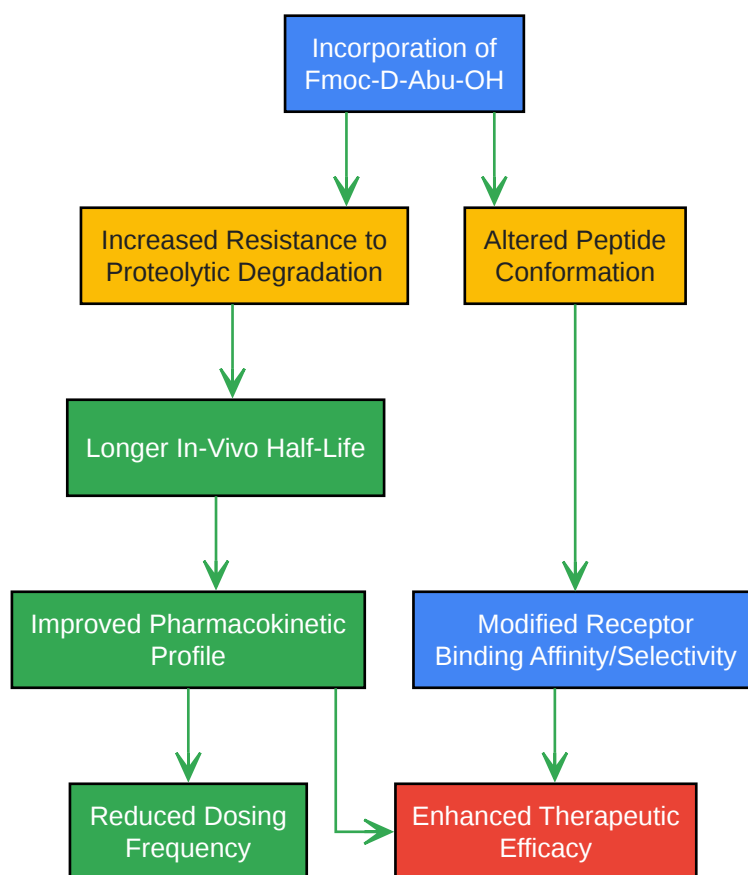 Incorporation of
Fmoc-D-Abu-OH
Increased Resistance to
Proteolytic Degradation
Altered Peptide
Conformation
Longer In-Vivo Half-Life
Improved Pharmacokinetic
Profile
Modified Receptor
Binding Affinity/Selectivity
Reduced Dosing
Frequency
Enhanced Therapeutic
Efficacy